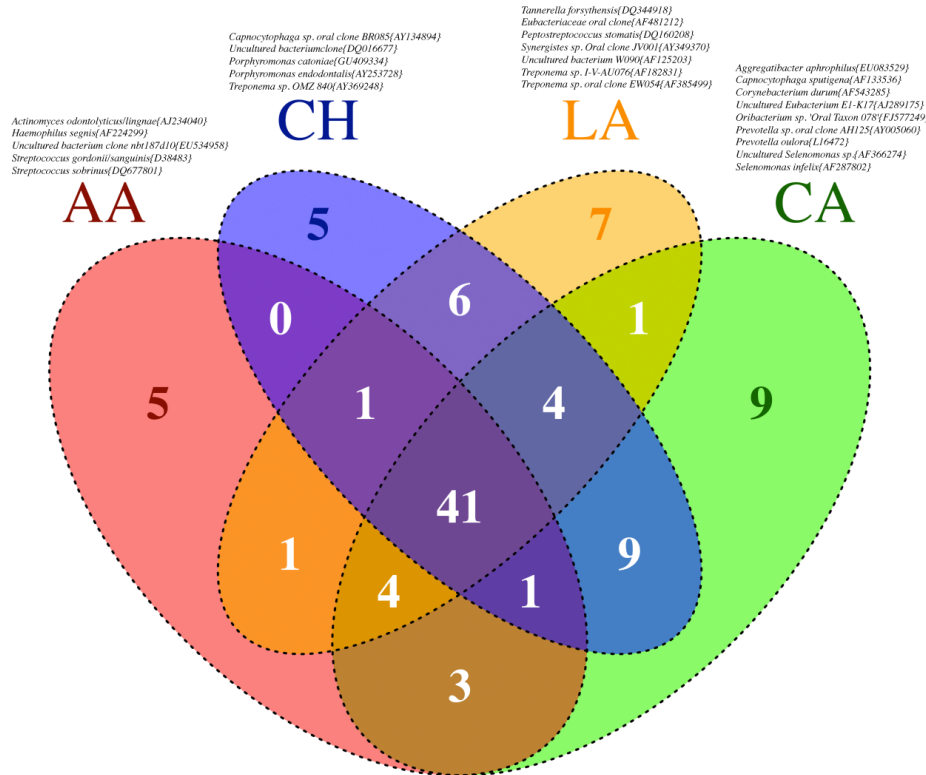 Capnocytophaga sp. oral clone BR085{AY134894}
Uncultured bacteriumclone{DQ016677}
Porphyromonas catoniae{GU409334}
Porphyromonas endodontalis{AY253728}
Treponema sp. OMZ 840{AY369248}
CH
Tannerella forsythensis{DQ344918}
Eubacteriaceae oral clone{AF481212}
Peptostreptococcus stomatis{DQ160208}
Synergistes sp. Oral clone JV001{AY349370}
Uncultured bacterium W090{AF125203}
Treponema sp. I-V-AU076{AF182831}
Treponema sp. oral clone EW054{AF385499}
LA
Aggregatibacter aphrophilus{EU083529}
Capnocytophaga sputigena{AF133536}
Corynebacterium durum{AF543285}
Uncultured Eubacterium E1-K17{AJ289175}
Oribacterium sp. 'Oral Taxon 078'{FJ577249}
Prevotella sp. oral clone AH125{AY005060}
Prevotella oulora{L16472}
Uncultured Selenomonas sp.{AF366274}
Selenomonas infelix{AF287802}
CA
Actinomyces odontolyticus/lingnae{AJ234040}
Haemophilus segnis{AF224299}
Uncultured bacterium clone nbt187d10{EU534958}
Streptococcus gordonii/sanguinis{D38483}
Streptococcus sobrinus{DQ677801}
AA
5
7
6
0
1
5
1
4
9
41
1
9
4
1
3